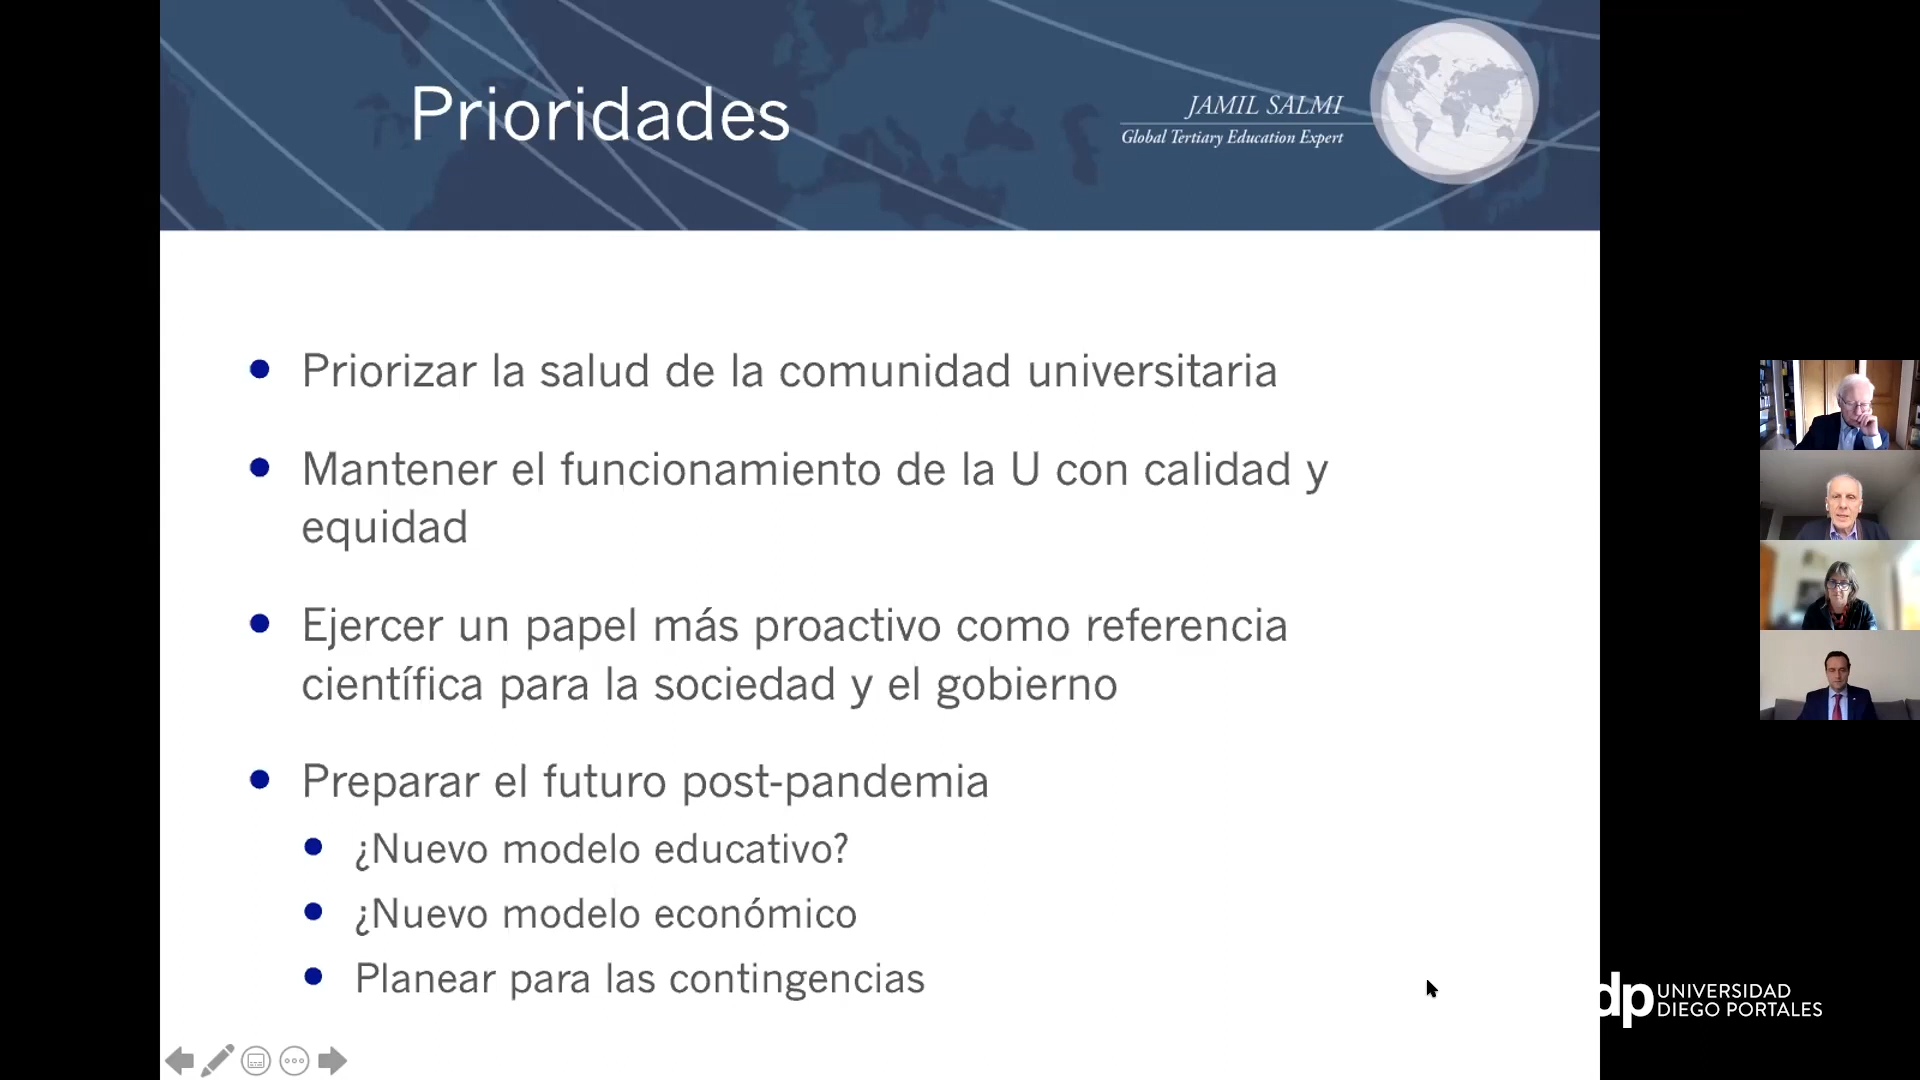 Prioridades
JAMIL SALMI
Global Tertiary Education Expert
Priorizar la salud de la comunidad universitaria
Mantener el funcionamiento de la U con calidad y
equidad
Ejercer un papel más proactivo como referencia
científica para la sociedad y el gobierno
Preparar el futuro post-pandemia
¿Nuevo modelo educativo?
¿Nuevo modelo económico
Planear para las contingencias
dp UNIVERSIDAD
DIEGO PORTALES